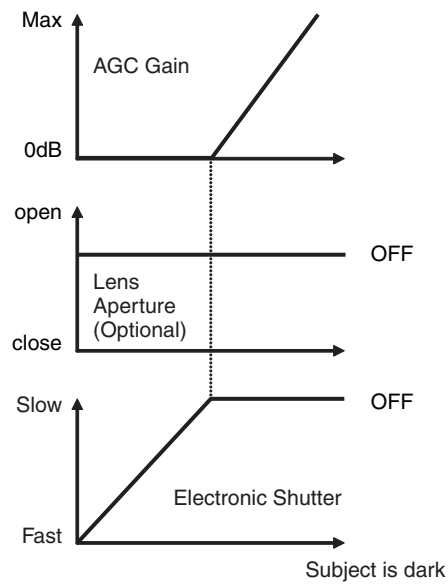 Max
AGC Gain
0dB
open
OFF
Lens
Aperture
(Optional)
close
Slow
OFF
Electronic Shutter
Fast
Subject is dark